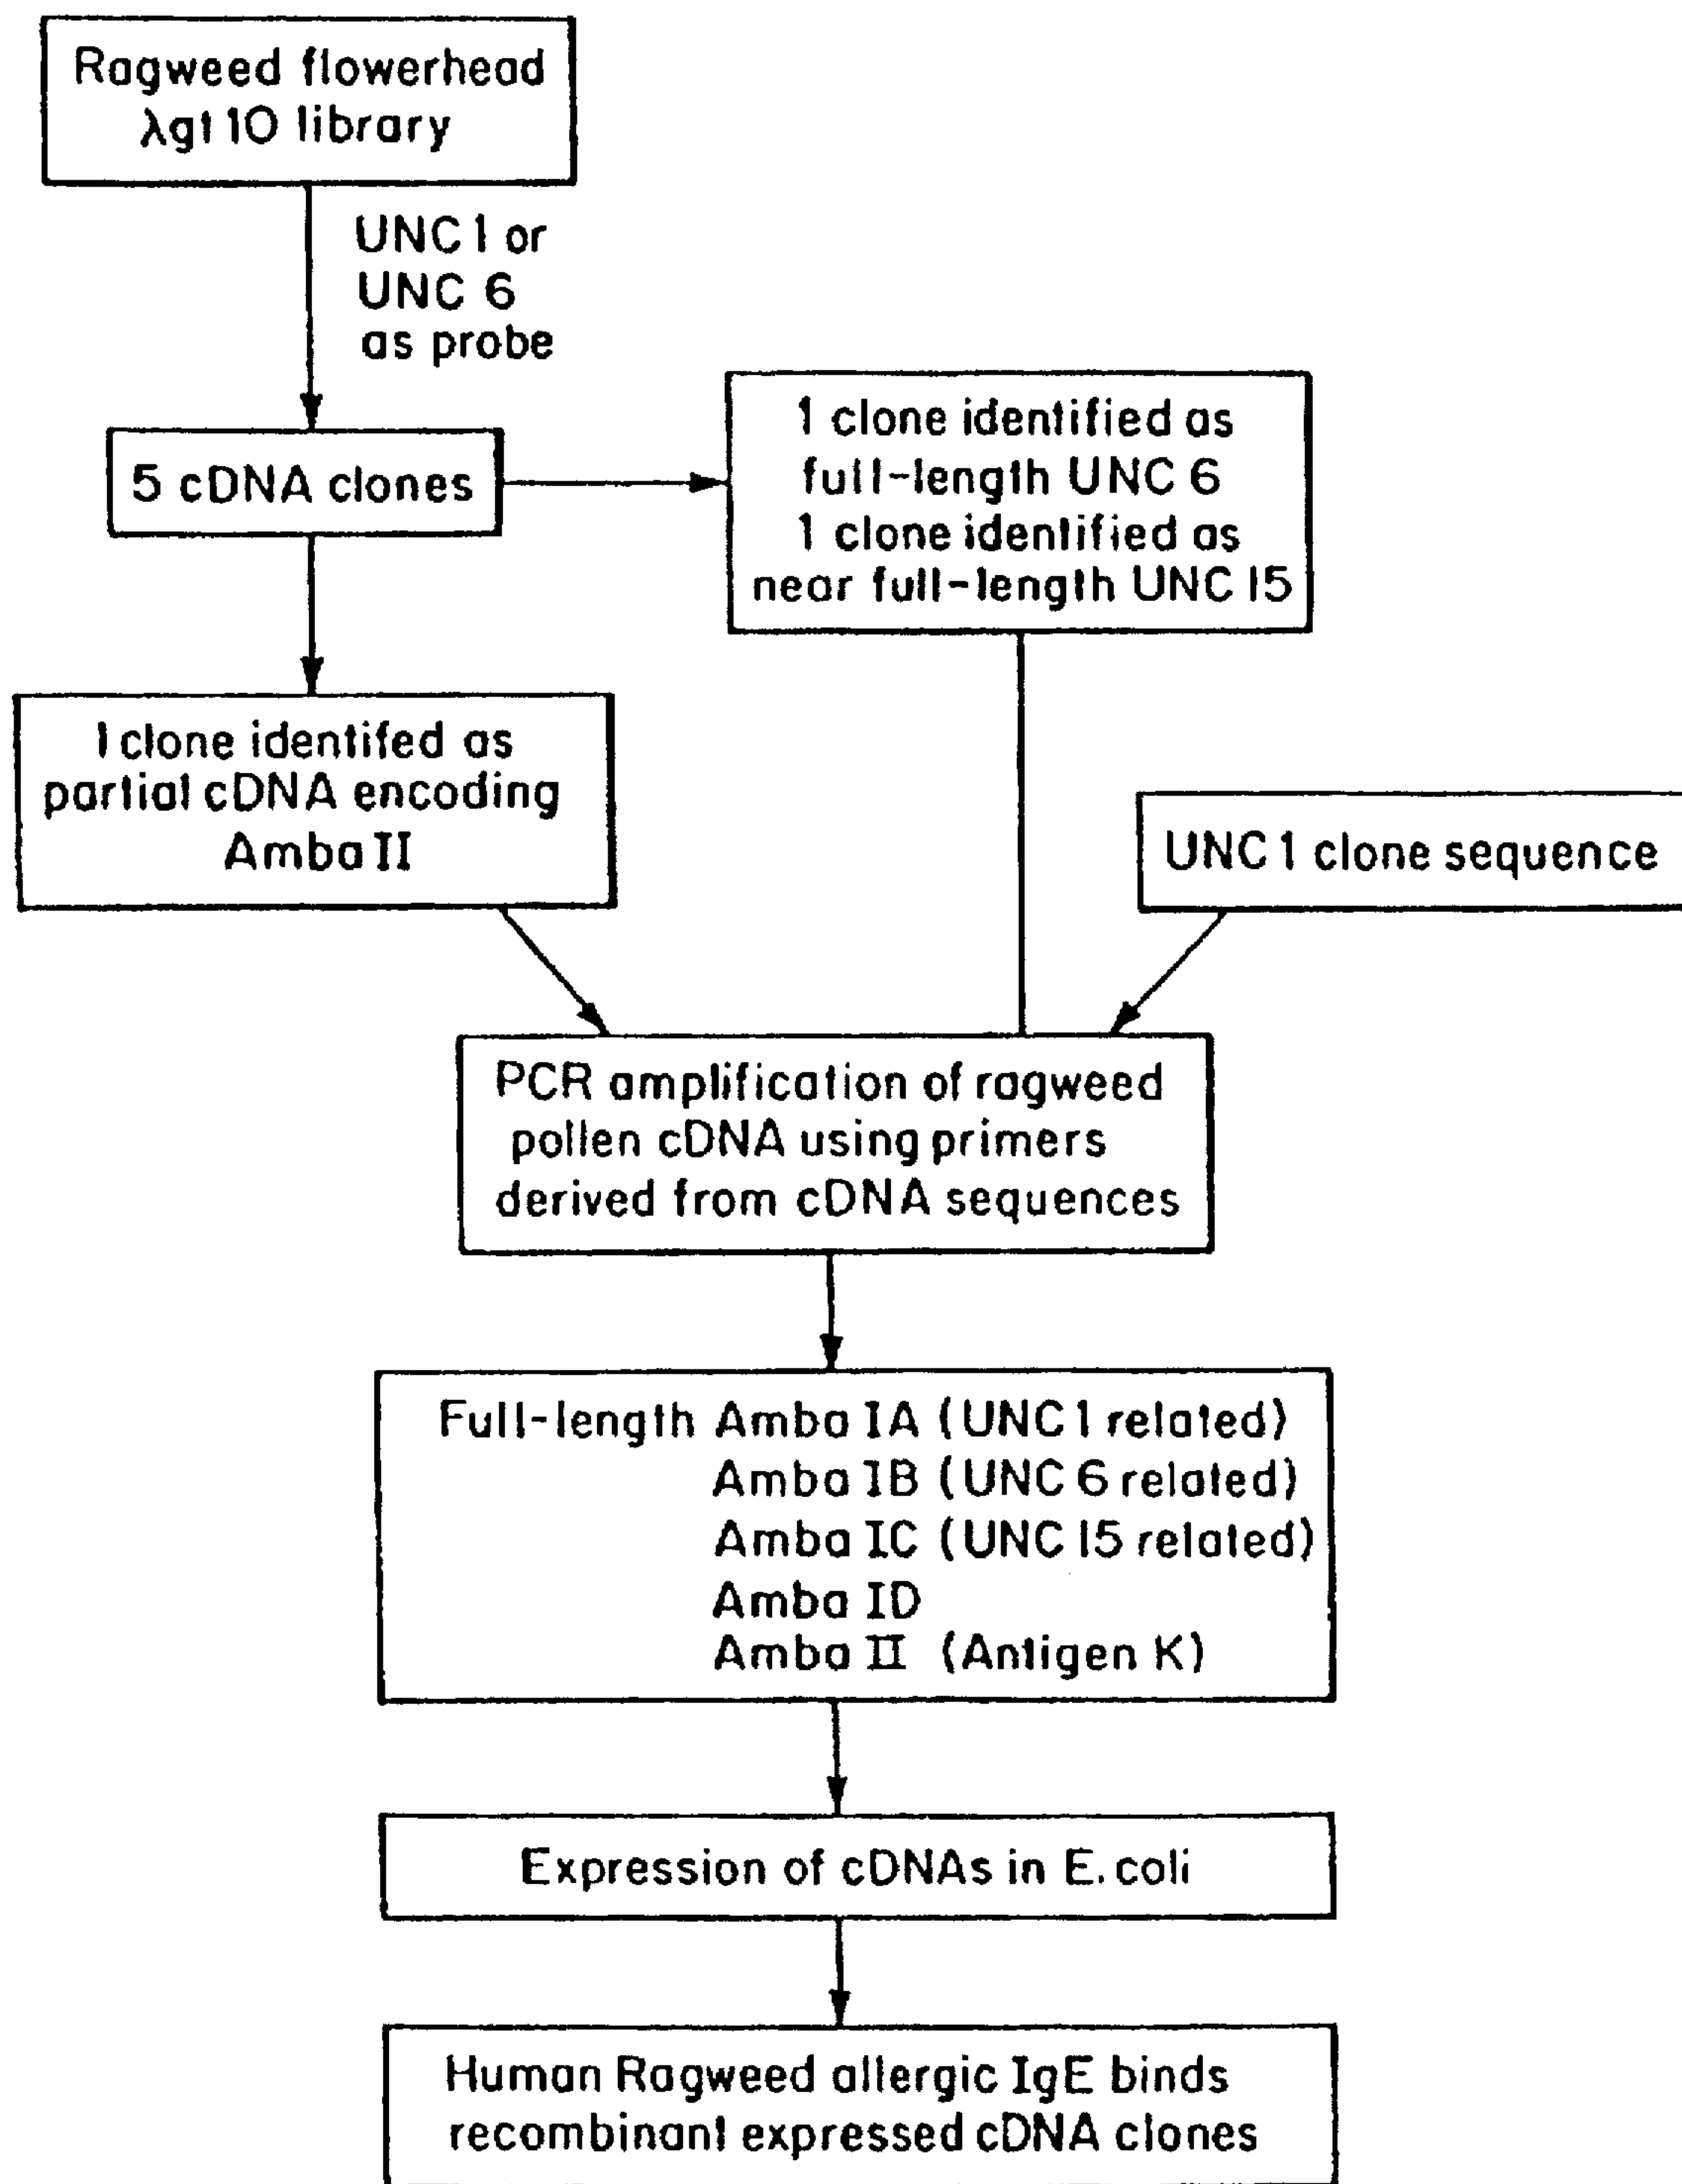 Ragweed flowerhead
λgt 10 library
UNC 1 or
UNC 6
as probe
5 cDNA clones
1 clone identified as
full-length UNC 6
1 clone identified as
near full-length UNC 15
1 clone identifed as
partial cDNA encoding
Amba II
UNC 1 clone sequence
PCR amplification of ragweed
pollen cDNA using primers
derived from cDNA sequences
Full-length Amba IA (UNC 1 related)
Amba IB (UNC 6 related)
Amba IC (UNC 15 related)
Amba ID
Amba II (Antigen K)
Expression of cDNAs in E. coli
Human Ragweed allergic IgE binds
recombinant expressed cDNA clones